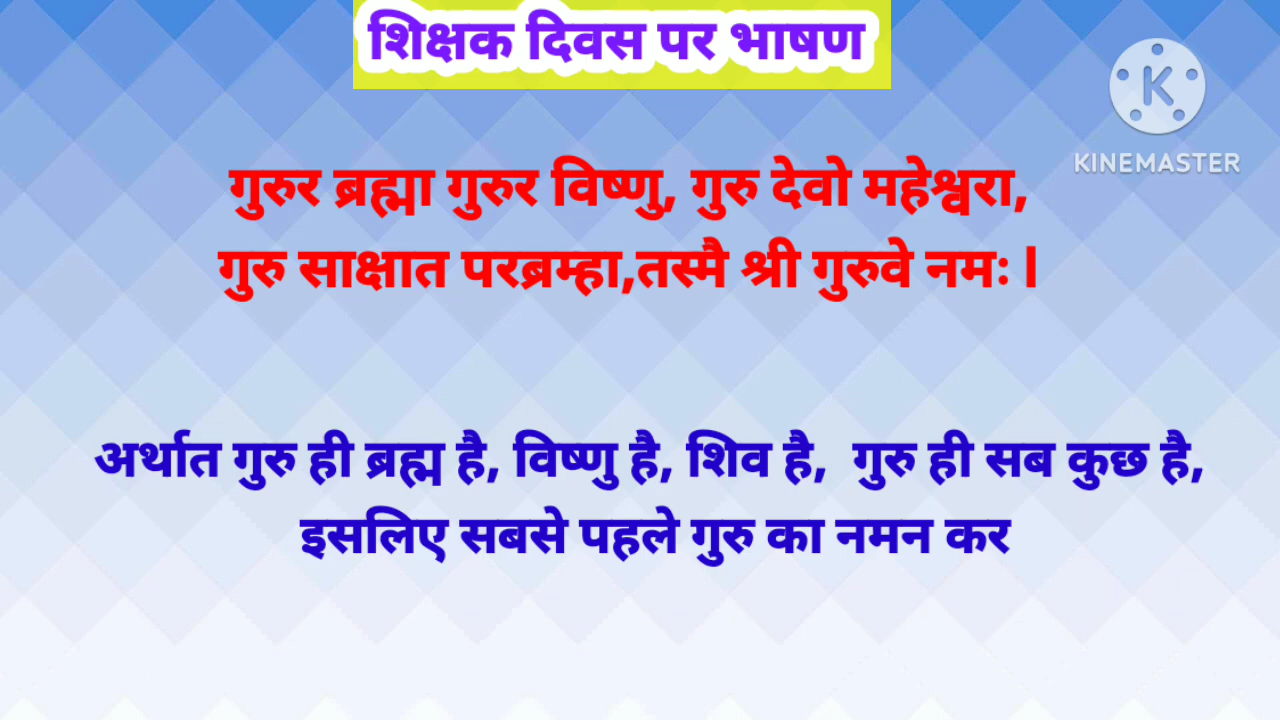 शिक्षक दिवस पर भाषण
KINEMASTER
गुरुर ब्रह्मा गुरुर विष्णु, गुरु देवो महेश्वरा,
गुरु साक्षात परब्रम्हा,तस्मै श्री गुरुवे नमः।
अर्थात गुरु ही ब्रह्म है, विष्णु है, शिव है, गुरु ही सब कुछ है,
इसलिए सबसे पहले गुरु का नमन कर